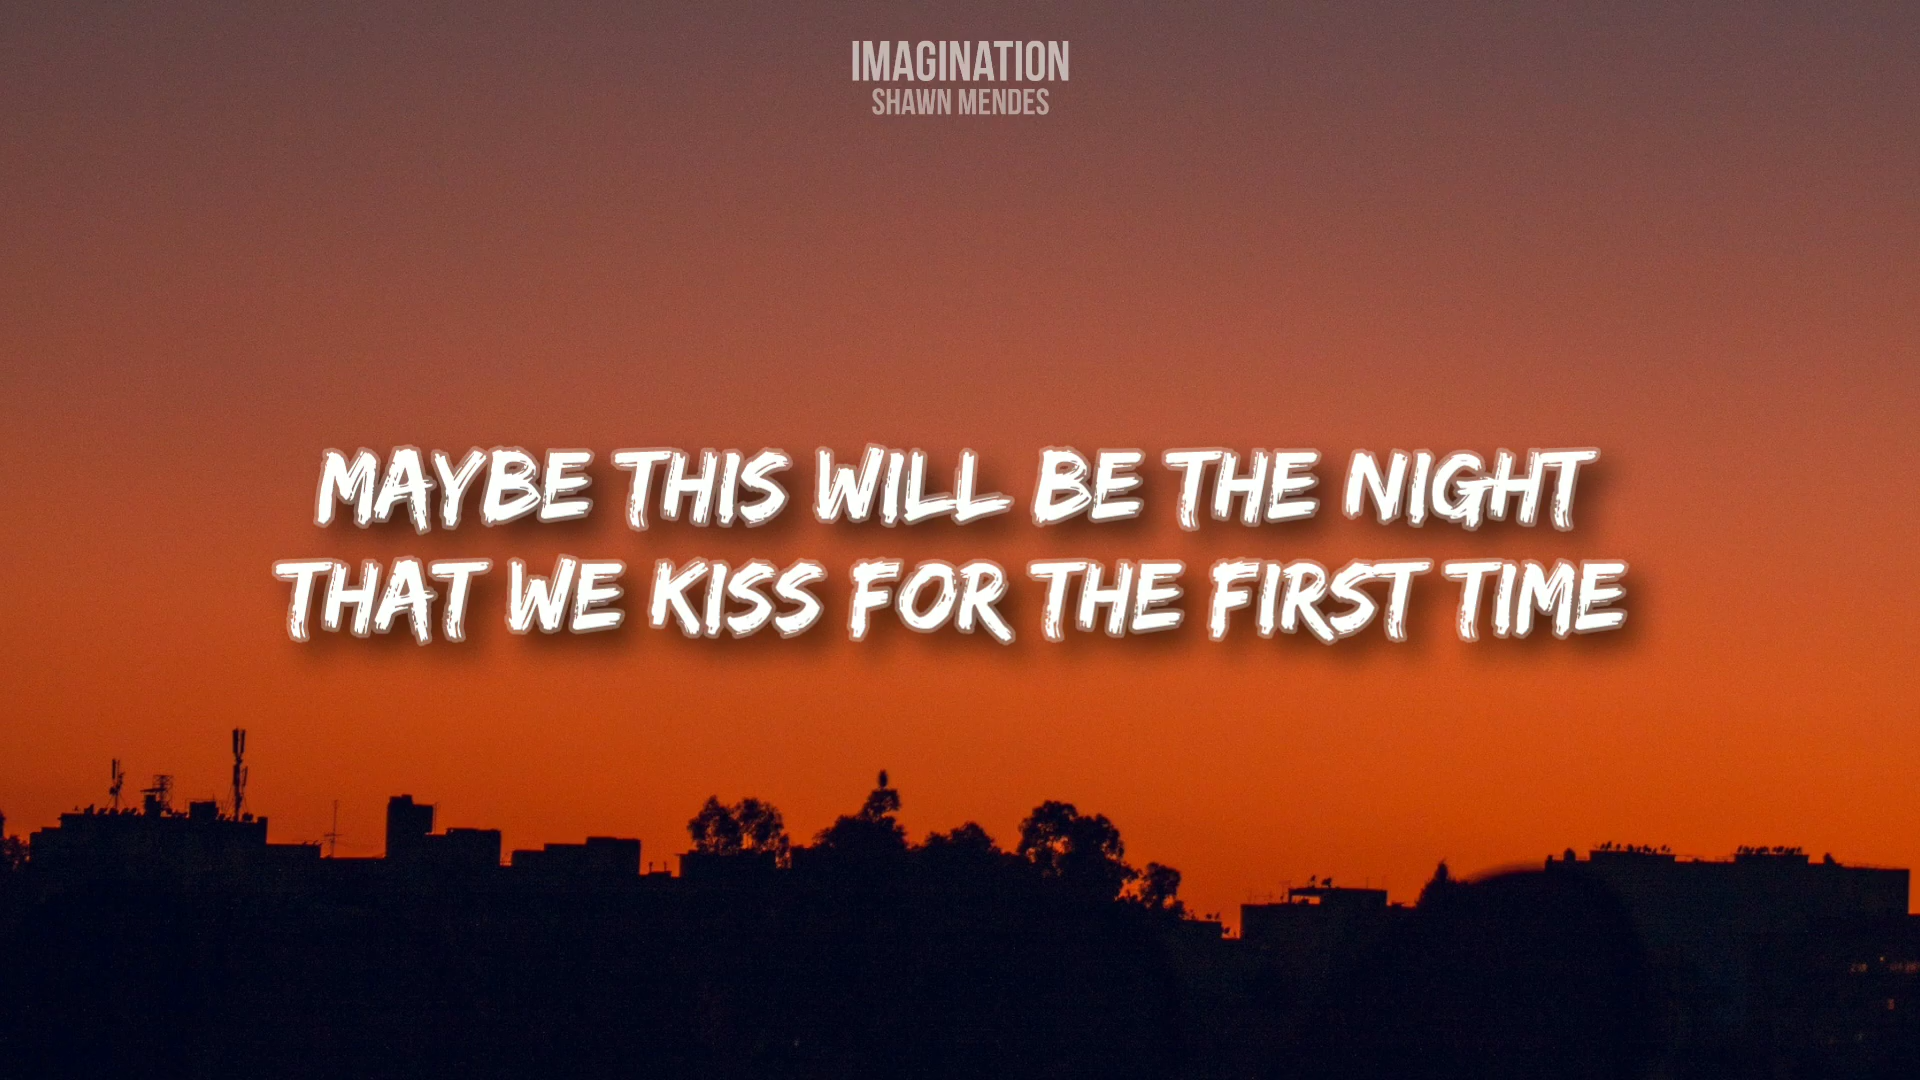 IMAGINATION
SHAWN MENDES
MAYBE THIS WILL BE THE NIGHT
THAT WE KISS FOR THE FIRST TIME